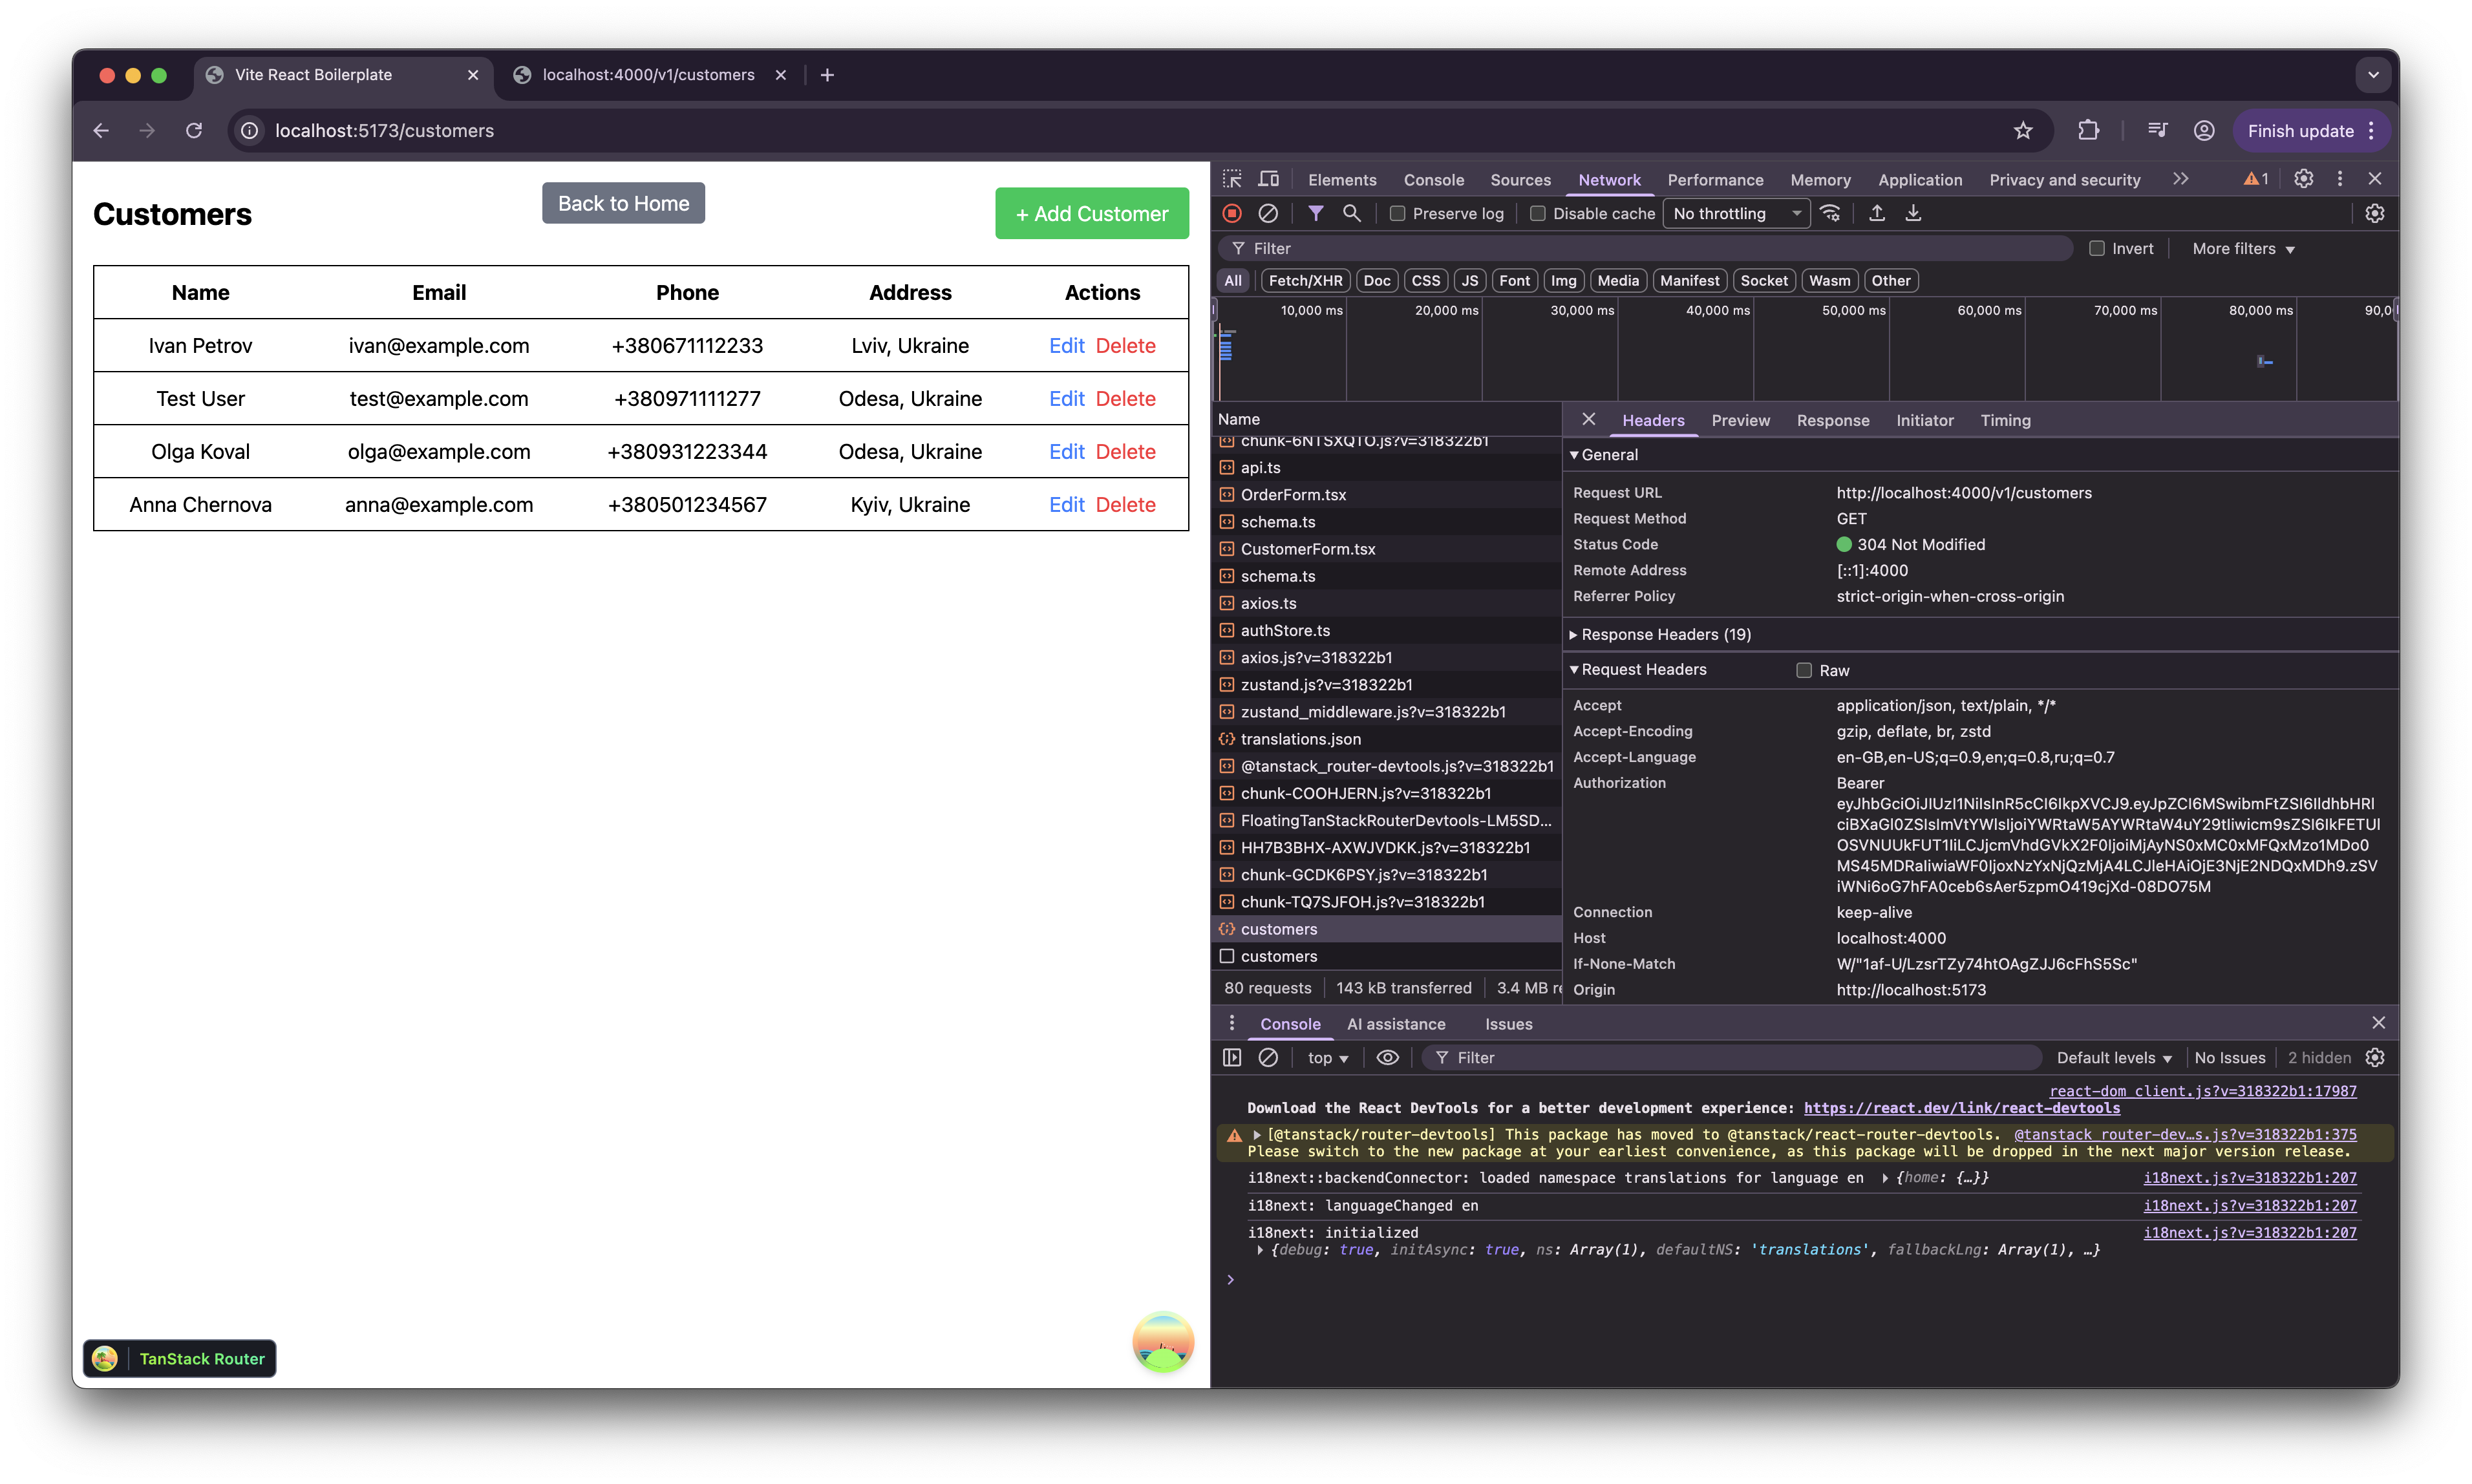 Vite React Boilerplate
localhost:4000/v1/customers
localhost:5173/customers
Finish update
Customers
Back to Home
+ Add Customer
Name Email Phone Address Actions
Ivan Petrov ivan@example.com +380671112233 Lviv, Ukraine Edit Delete
Test User test@example.com +380971111277 Odesa, Ukraine Edit Delete
Olga Koval olga@example.com +380931223344 Odesa, Ukraine Edit Delete
Anna Chernova anna@example.com +380501234567 Kyiv, Ukraine Edit Delete
TanStack Router
Elements Console Sources Network Performance Memory Application Privacy and security 1
Preserve log Disable cache No throttling
Filter Invert More filters
All Fetch/XHR Doc CSS JS Font Img Media Manifest Socket Wasm Other
10,000 ms 20,000 ms 30,000 ms 40,000 ms 50,000 ms 60,000 ms 70,000 ms 80,000 ms 90,0
Name
chunk-6NTSXQTO.js?v=318322b1
api.ts
OrderForm.tsx
schema.ts
CustomerForm.tsx
schema.ts
axios.ts
authStore.ts
axios.js?v=318322b1
zustand.js?v=318322b1
zustand_middleware.js?v=318322b1
translations.json
@tanstack_router-devtools.js?v=318322b1
chunk-COOHJERN.js?v=318322b1
FloatingTanStackRouterDevtools-LM5SD...
HH7B3BHX-AXWJVDKK.js?v=318322b1
chunk-GCDK6PSY.js?v=318322b1
chunk-TQ7SJFOH.js?v=318322b1
customers
customers
80 requests 143 kB transferred 3.4 MB re
Headers Preview Response Initiator Timing
General
Request URL http://localhost:4000/v1/customers
Request Method GET
Status Code 304 Not Modified
Remote Address [::1]:4000
Referrer Policy strict-origin-when-cross-origin
Response Headers (19)
Request Headers Raw
Accept application/json, text/plain, */*
Accept-Encoding gzip, deflate, br, zstd
Accept-Language en-GB,en-US;q=0.9,en;q=0.8,ru;q=0.7
Authorization Bearer
eyJhbGciOiJIUzI1NiIsInR5cCI6IkpXVCJ9.eyJpZCI6MSwibmFtZSI6IldhbHRl
ciBXaGl0ZSIsImVtYWlsIjoiYWRtaW5AYWRtaW4uY29tIiwicm9sZSI6IkFETUl
OSVNUUkFUT1IiLCJjcmVhdGVkX2F0IjoiMjAyNS0xMC0xMFQxMzo1MDo0
MS45MDRaIiwiaWF0IjoxNzYxNjQzMjA4LCJleHAiOjE3NjE2NDQxMDh9.zSV
iWNi6oG7hFA0ceb6sAer5zpmO419cjXd-08DO75M
Connection keep-alive
Host localhost:4000
If-None-Match W/"1af-U/LzsrTZy74htOAgZJJ6cFhS5Sc"
Origin http://localhost:5173
Console AI assistance Issues
top Filter Default levels No Issues 2 hidden
react-dom_client.js?v=318322b1:17987
Download the React DevTools for a better development experience: https://react.dev/link/react-devtools
[@tanstack/router-devtools] This package has moved to @tanstack/react-router-devtools. @tanstack_router-dev…s.js?v=318322b1:375
Please switch to the new package at your earliest convenience, as this package will be dropped in the next major version release.
i18next::backendConnector: loaded namespace translations for language en {home: {…}} i18next.js?v=318322b1:207
i18next: languageChanged en i18next.js?v=318322b1:207
i18next: initialized i18next.js?v=318322b1:207
{debug: true, initAsync: true, ns: Array(1), defaultNS: 'translations', fallbackLng: Array(1), …}